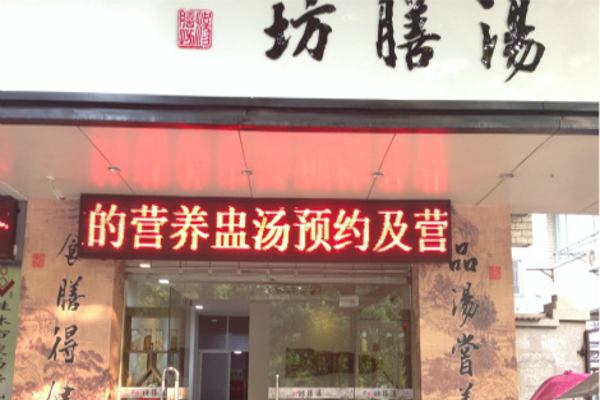 湯膳坊
的营养盅汤预约及营
品湯嘗
食膳得